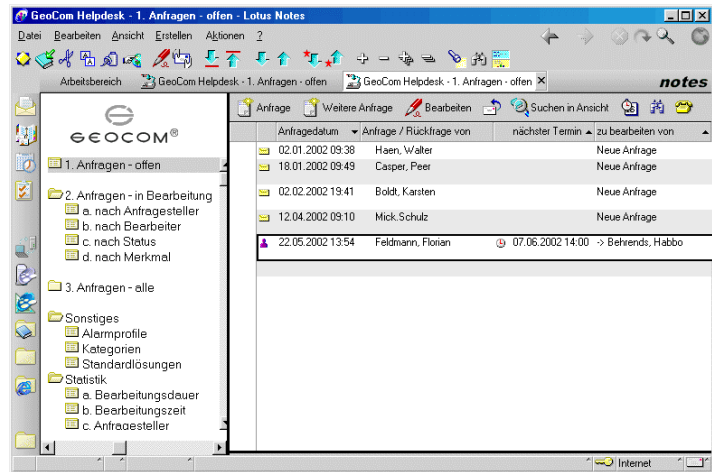 GeoCom Helpdesk - 1. Anfragen - offen - Lotus Notes
Datei Bearbeiten Ansicht Erstellen Aktionen ?
Arbeitsbereich GeoCom Helpdesk - 1. Anfragen - offen GeoCom Helpdesk - 1. Anfragen - offen notes
GEOCOM®
1. Anfragen - offen
2. Anfragen - in Bearbeitung
a. nach Anfragesteller
b. nach Bearbeiter
c. nach Status
d. nach Merkmal
3. Anfragen - alle
Sonstiges
Alarmprofile
Kategorien
Standardlösungen
Statistik
a. Bearbeitungsdauer
b. Bearbeitungszeit
c. Anfragesteller
Anfrage Weitere Anfrage Bearbeiten Suchen in Ansicht
Anfragedatum Anfrage / Rückfrage von nächster Termin zu bearbeiten von
02.01.2002 09:38 Haen, Walter Neue Anfrage
18.01.2002 09:49 Casper, Peer Neue Anfrage
02.02.2002 19:41 Boldt, Karsten Neue Anfrage
12.04.2002 09:10 Mick.Schulz Neue Anfrage
22.05.2002 13:54 Feldmann, Florian 07.06.2002 14:00 -> Behrends, Habbo
Internet